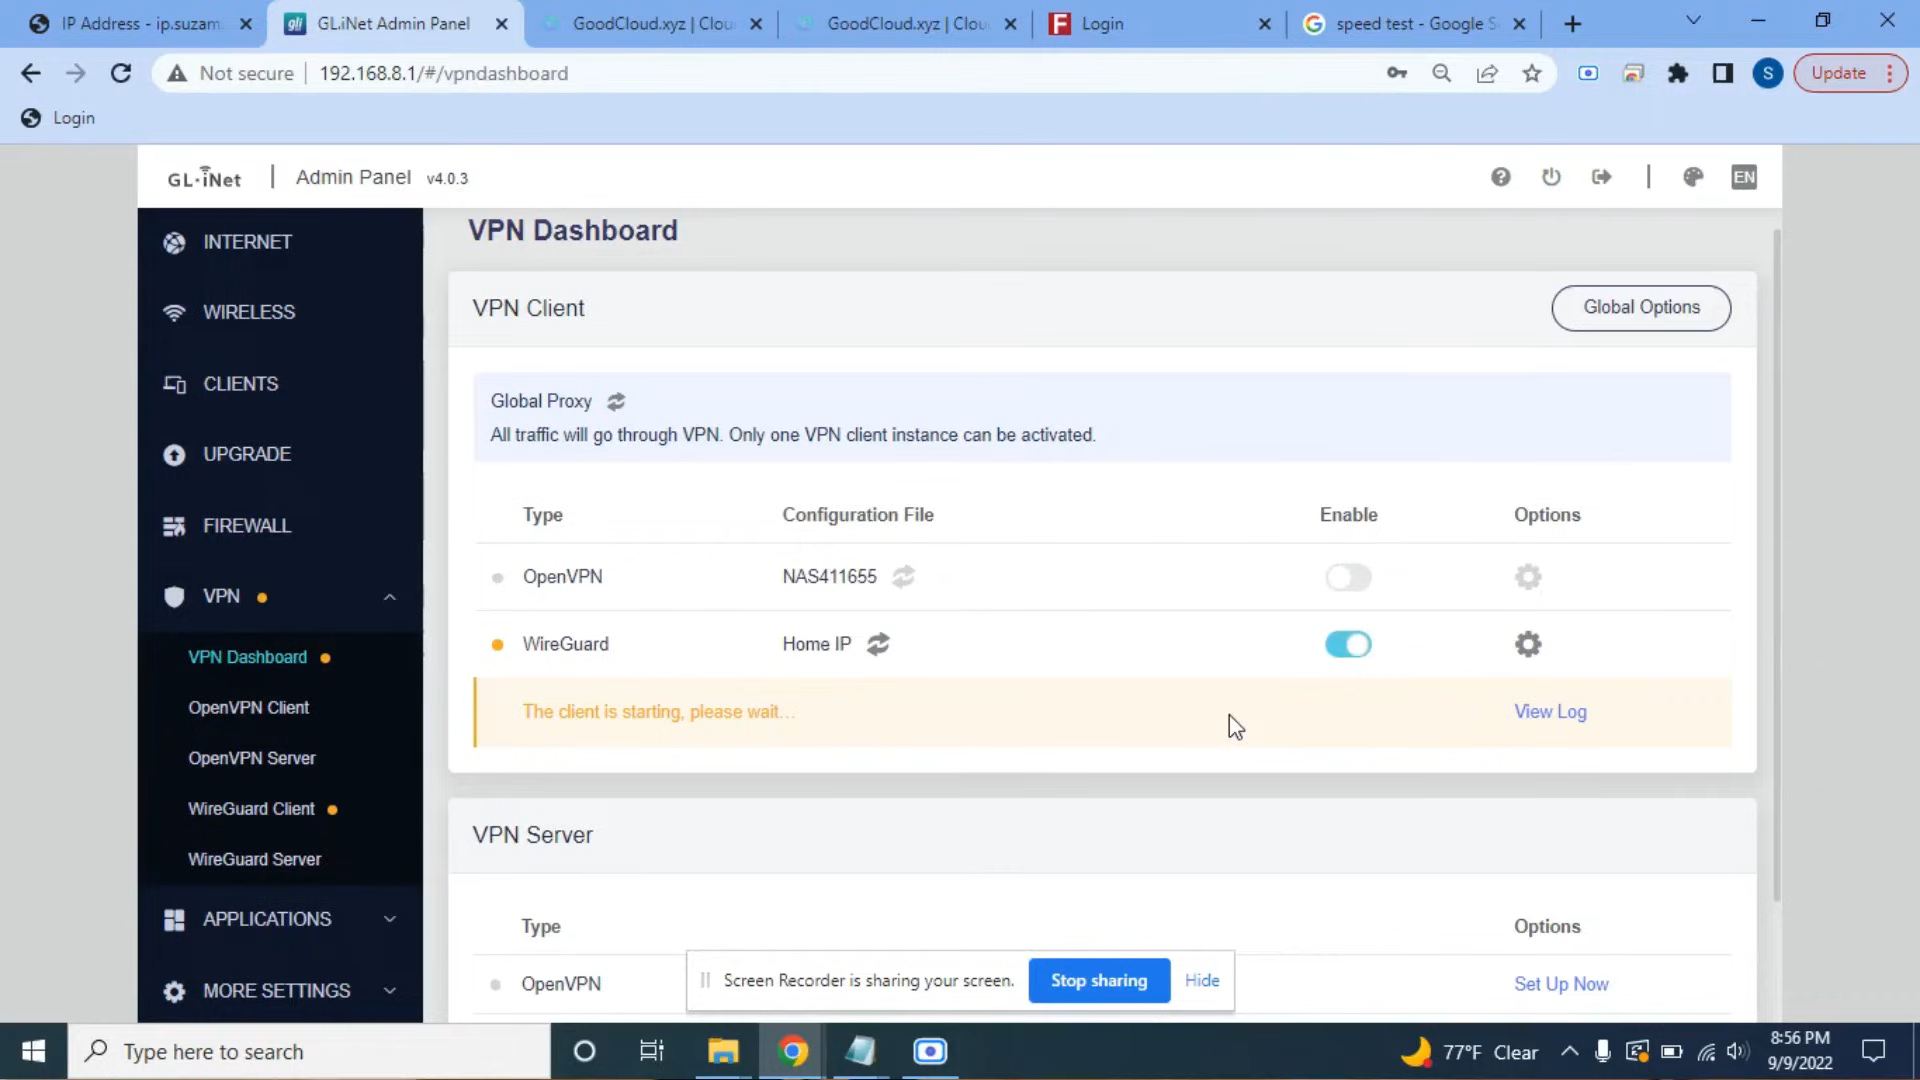 IP Address - ip.suzam
GL.iNet Admin Panel
GoodCloud.xyz | Clou
GoodCloud.xyz | Clou
Login
speed test - Google S
Not secure
192.168.8.1/#/vpndashboard
S
Update
Login
GL·iNet
Admin Panel v4.0.3
EN
INTERNET
WIRELESS
CLIENTS
UPGRADE
FIREWALL
VPN
VPN Dashboard
OpenVPN Client
OpenVPN Server
WireGuard Client
WireGuard Server
APPLICATIONS
MORE SETTINGS
VPN Dashboard
VPN Client
Global Options
Global Proxy
All traffic will go through VPN. Only one VPN client instance can be activated.
Type Configuration File Enable Options
OpenVPN NAS411655
WireGuard Home IP
The client is starting, please wait... View Log
VPN Server
Type Options
OpenVPN Set Up Now
Screen Recorder is sharing your screen. Stop sharing Hide
Type here to search
77°F Clear
8:56 PM
9/9/2022